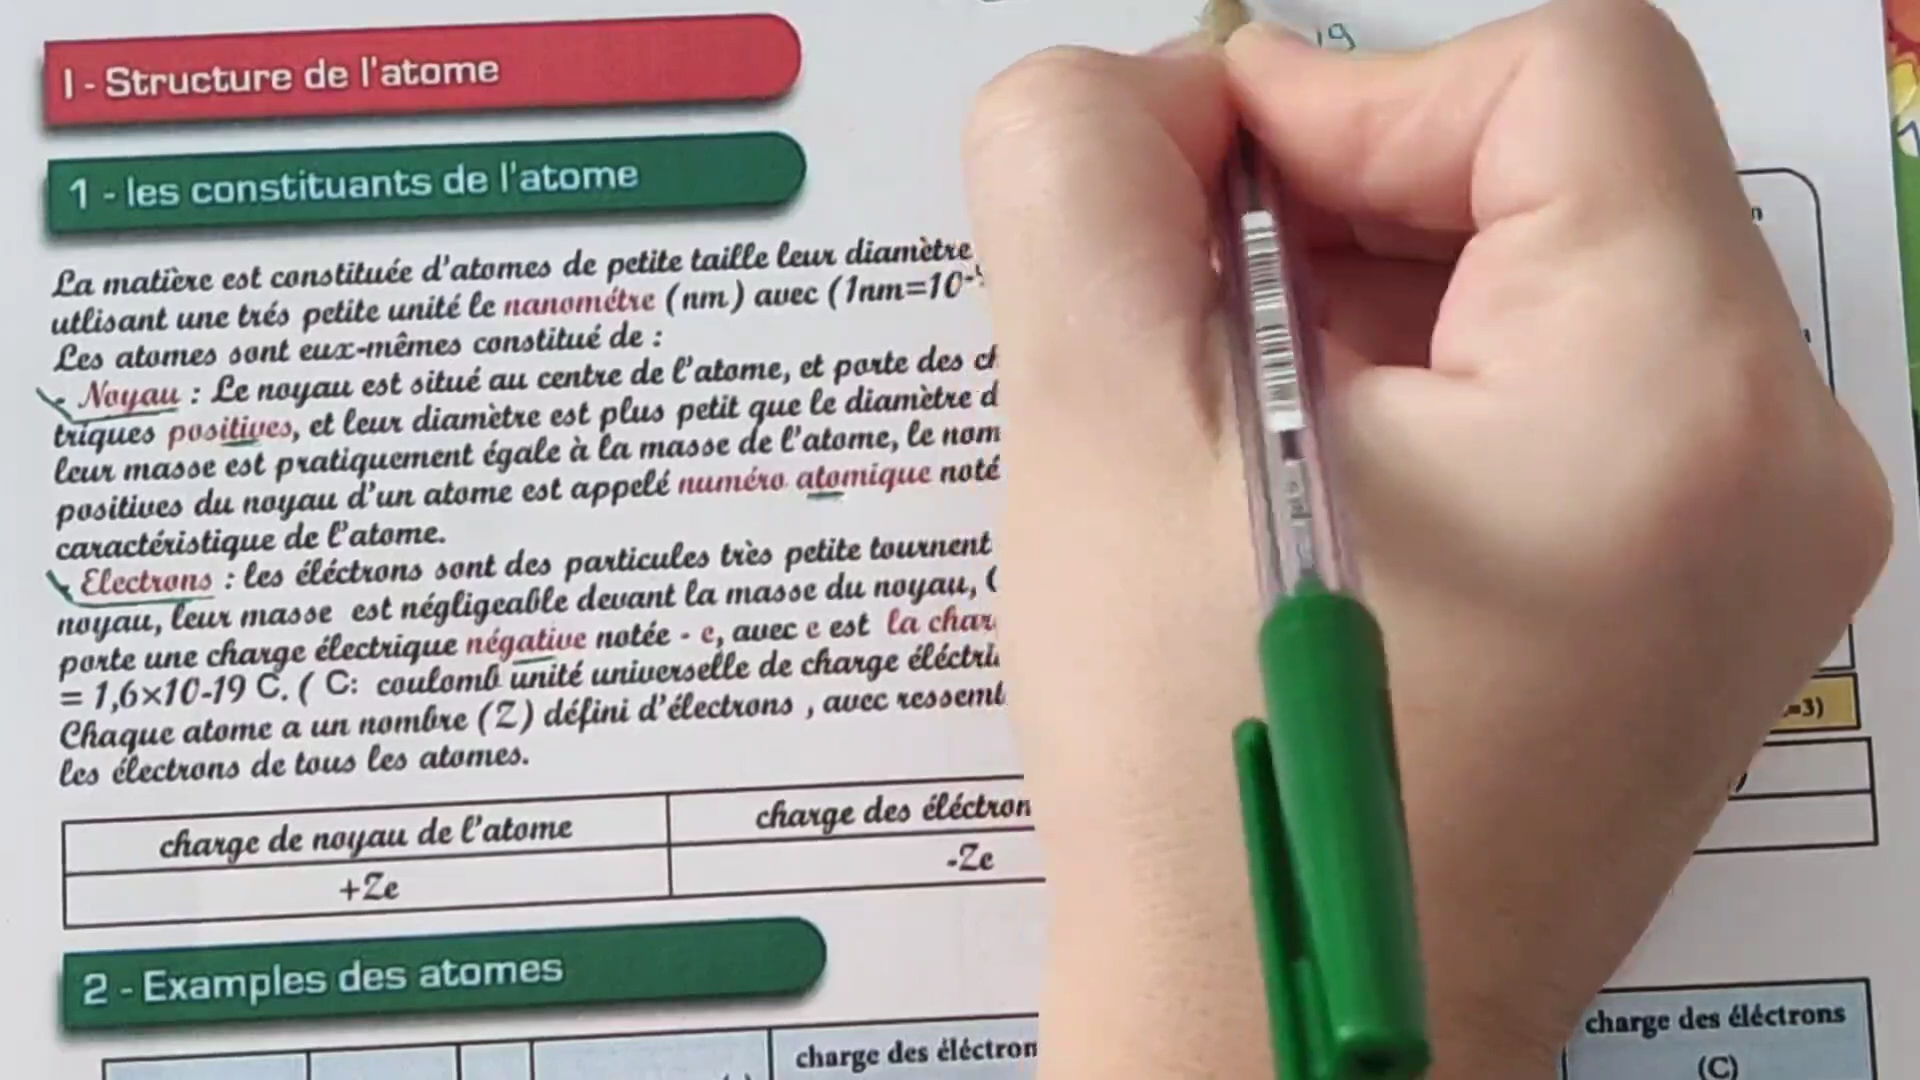 19
I - Structure de l'atome
1 - les constituants de l'atome
La matière est constituée d'atomes de petite taille leur diamètre
utlisant une trés petite unité le nanométre (nm) avec (1nm=10-
Les atomes sont eux-mêmes constitué de :
Noyau : Le noyau est situé au centre de l'atome, et porte des
triques positives, et leur diamètre est plus petit que le diamètre
leur masse est pratiquement égale à la masse de l'atome, le nom
positives du noyau d'un atome est appelé numéro atomique noté
caractéristique de l'atome.
Electrons : les éléctrons sont des particules très petite tournent
noyau, leur masse est négligeable devant la masse du noyau, (
porte une charge électrique négative notée - e, avec e est la char
= 1,6×10-19 C. ( C: coulomb unité universelle de charge éléctri
Chaque atome a un nombre (Z) défini d'électrons , avec ressem
les électrons de tous les atomes.
=3)
charge de noyau de l'atome charge des éléctron
+Ze -Ze
2 - Examples des atomes
charge des éléctron
charge des éléctrons
(C)